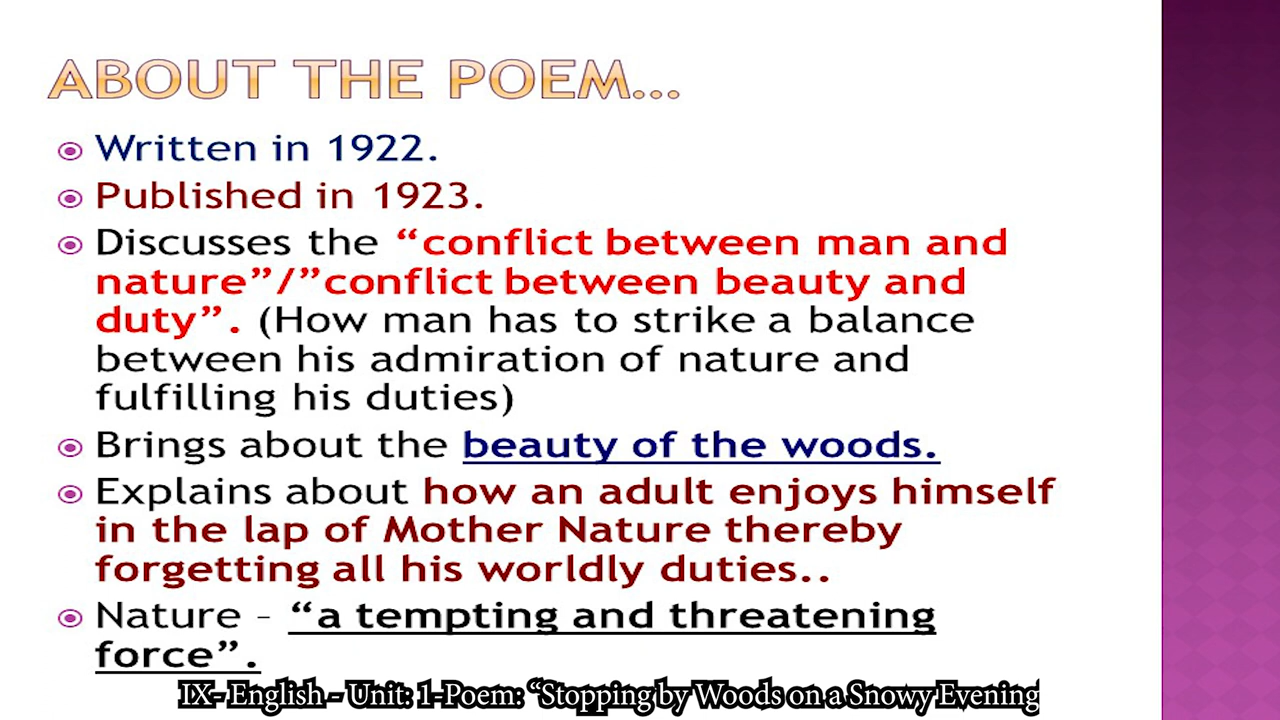 ABOUT THE POEM...
Written in 1922.
Published in 1923.
Discusses the “conflict between man and
nature”/”conflict between beauty and
duty”. (How man has to strike a balance
between his admiration of nature and
fulfilling his duties)
Brings about the beauty of the woods.
Explains about how an adult enjoys himself
in the lap of Mother Nature thereby
forgetting all his worldly duties..
Nature – “a tempting and threatening
force”.
IX- English - Unit: 1-Poem: “Stopping by Woods on a Snowy Evening